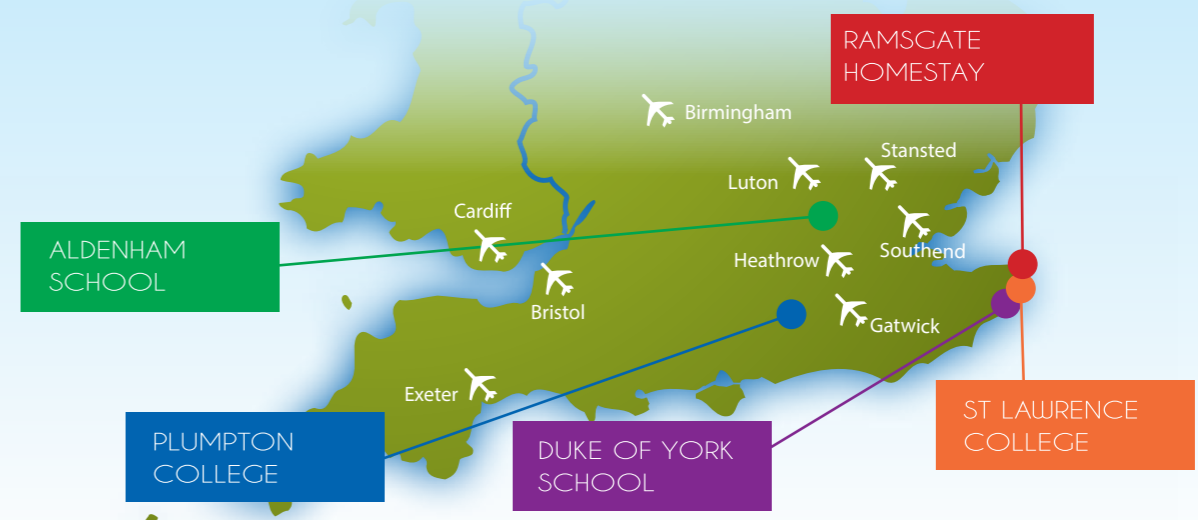 RAMSGATE
HOMESTAY
Birmingham
Stansted
Luton
Cardiff
ALDENHAM
SCHOOL
Southend
Heathrow
Bristol
Gatwick
Exeter
ST LAWRENCE
COLLEGE
PLUMPTON
COLLEGE
DUKE OF YORK
SCHOOL